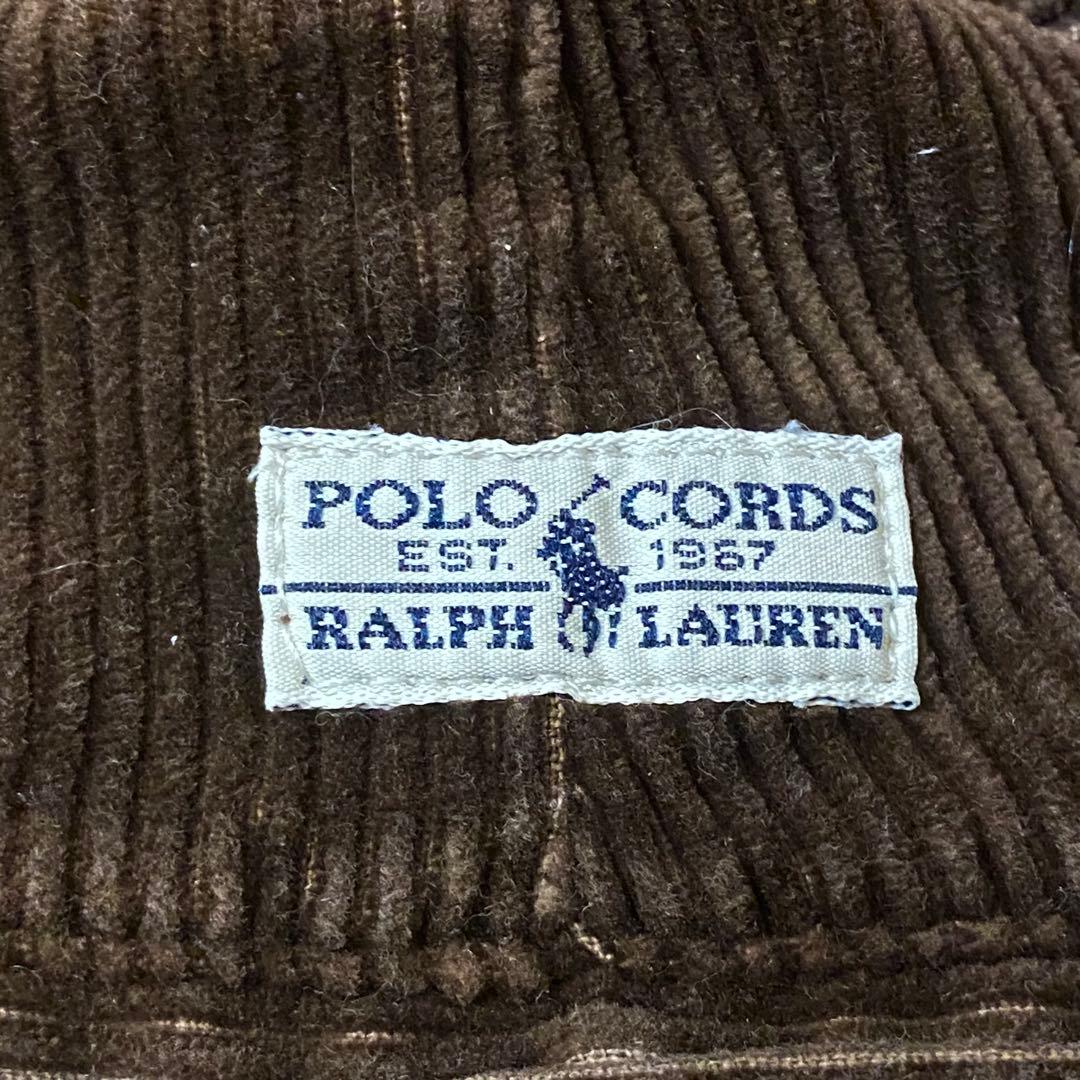 POLO CORDS
EST. 1967
RALPH LAUREN